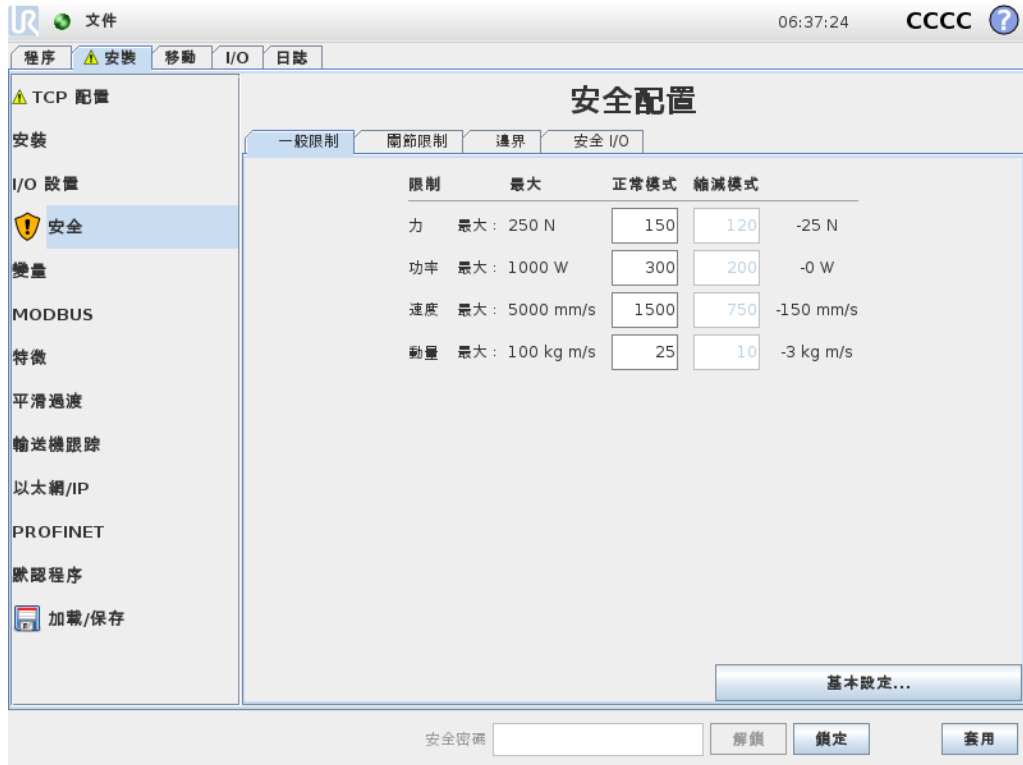 UR 文件 06:37:24 CCCC ?
程序 安裝 移動 I/O 日誌
TCP 配置
安裝
I/O 設置
安全
變量
MODBUS
特徵
平滑過渡
輸送機跟踪
以太網/IP
PROFINET
默認程序
加載/保存
安全配置
一般限制 關節限制 邊界 安全 I/O
限制 最大 正常模式 縮減模式
力 最大： 250 N 150 120 -25 N
功率 最大： 1000 W 300 200 -0 W
速度 最大： 5000 mm/s 1500 750 -150 mm/s
動量 最大： 100 kg m/s 25 10 -3 kg m/s
基本設定...
安全密碼 解鎖 鎖定 套用